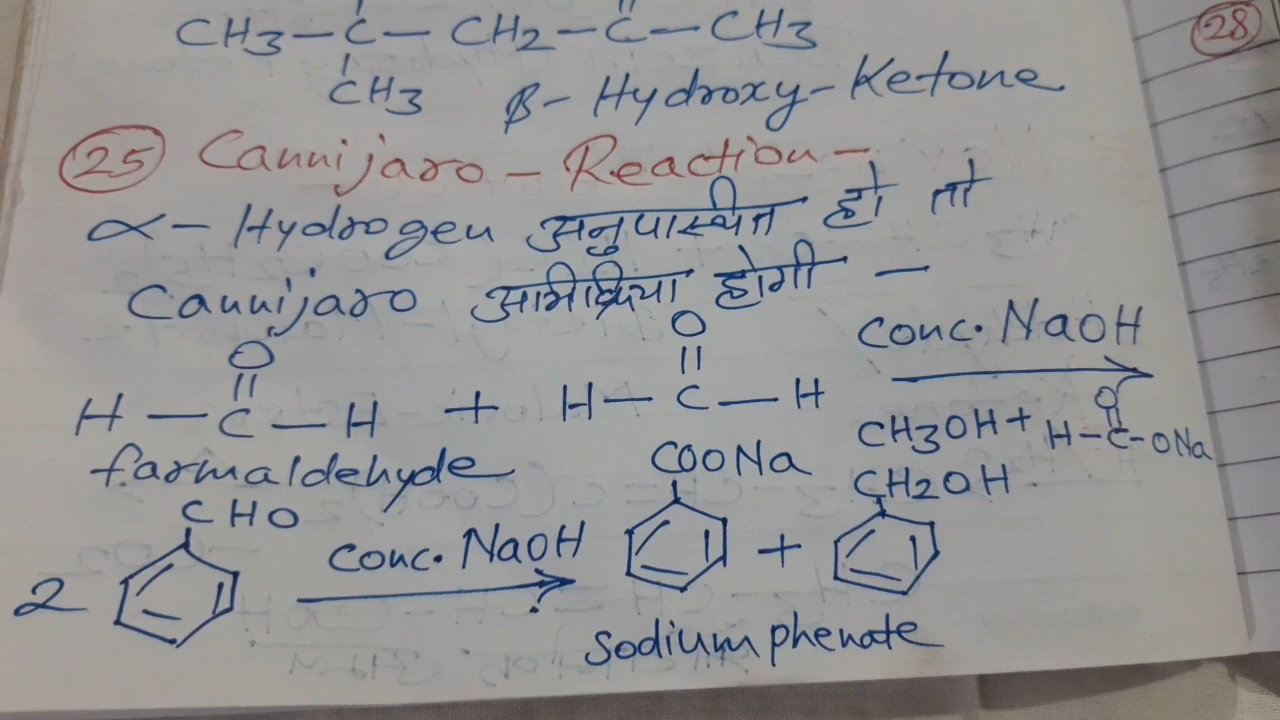 28
CH3–C–CH2–C–CH3
CH3
β- Hydroxy-Ketone
25 Cannijaro - Reaction -
α- Hydrogen अनुपास्थित हो तो
Cannijaro अभिक्रिया होगी -
O O conc. NaOH
H–C–H + H–C–H
O
CH3OH + H–C–ONa
farmaldehyde
CHO COONa CH2OH
2 conc. NaOH +
sodium phenate